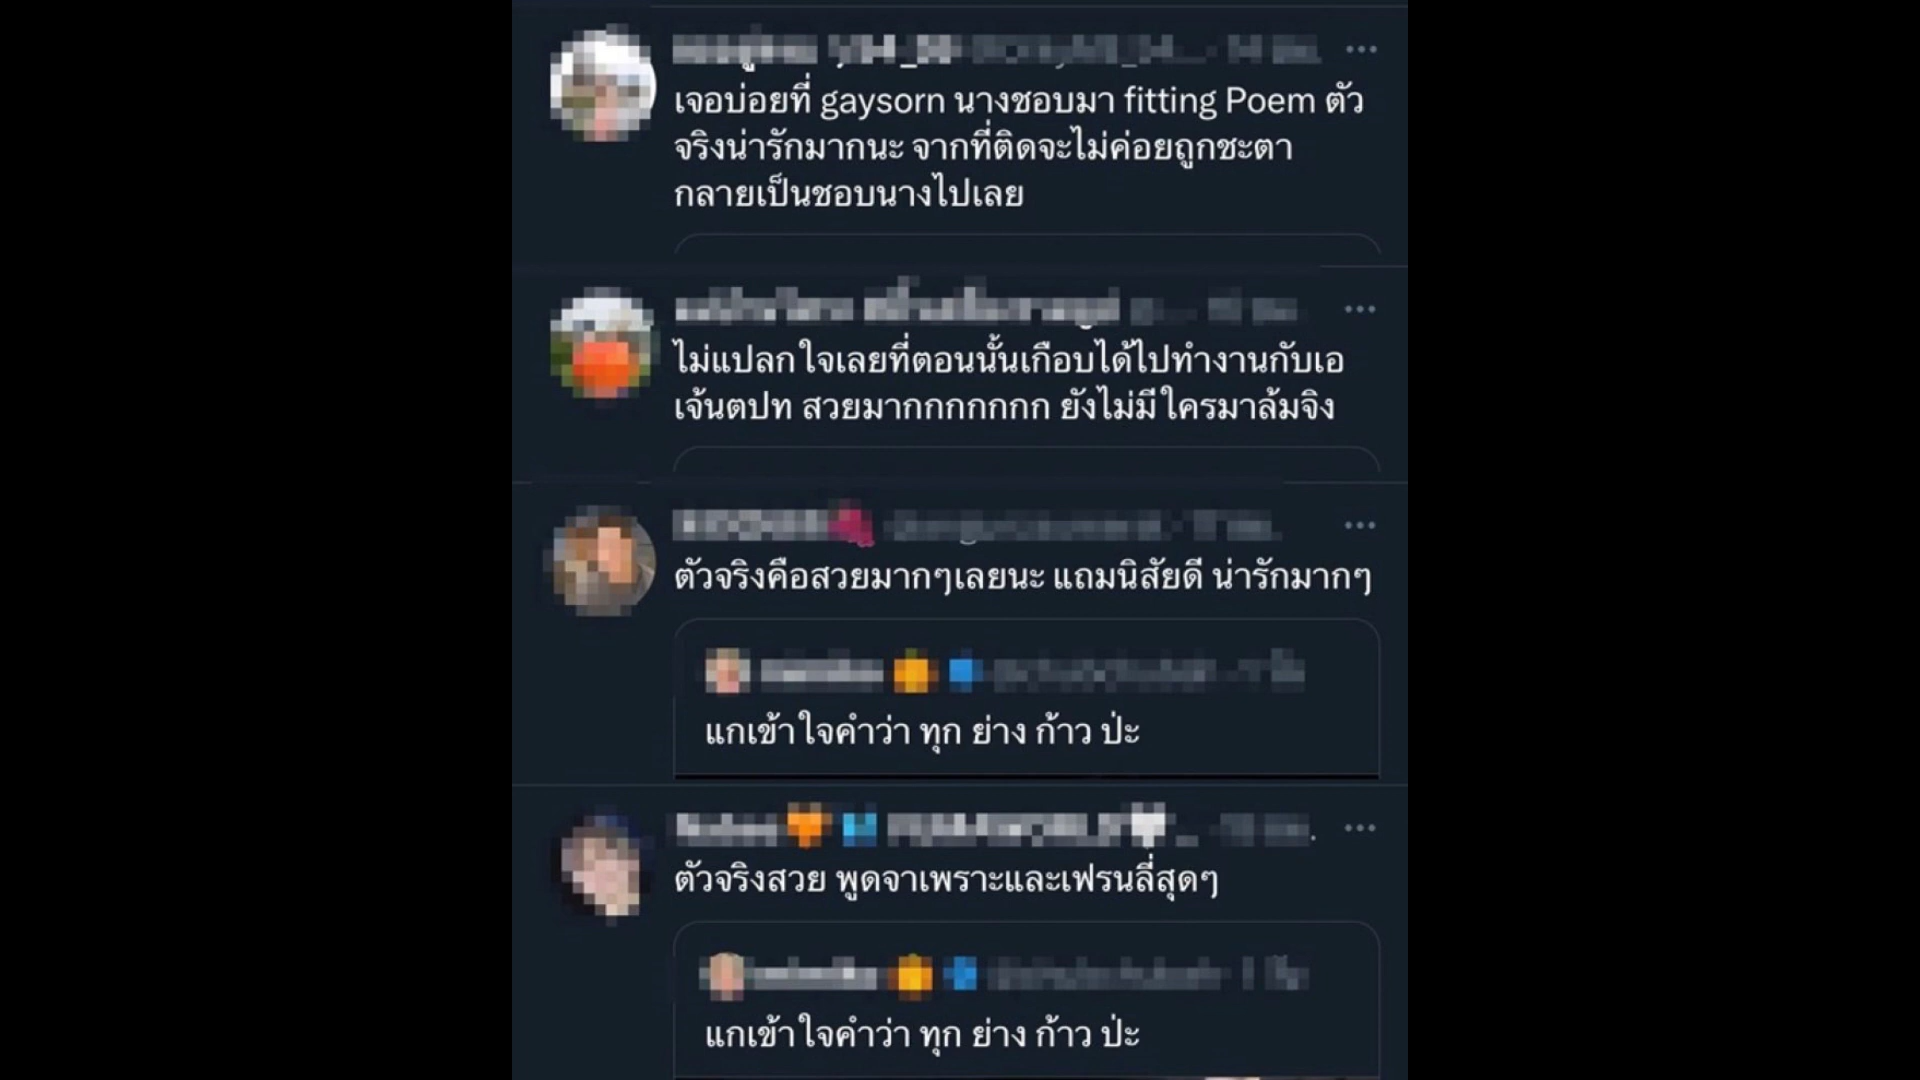 เจอบ่อยที่ gaysorn นางชอบมา fitting Poem ตัว
จริงน่ารักมากนะ จากที่ติดจะไม่ค่อยถูกชะตา
กลายเป็นชอบนางไปเลย
ไม่แปลกใจเลยที่ตอนนั้นเกือบได้ไปทำงานกับเอ
เจ้นตปท สวยมากกกกกกก ยังไม่มีใครมาล้มจิง
ตัวจริงคือสวยมากๆเลยนะ แถมนิสัยดี น่ารักมากๆ
แกเข้าใจคำว่า ทุก ย่าง ก้าว ป่ะ
ตัวจริงสวย พูดจาเพราะและเฟรนลี่สุดๆ
แกเข้าใจคำว่า ทุก ย่าง ก้าว ป่ะ